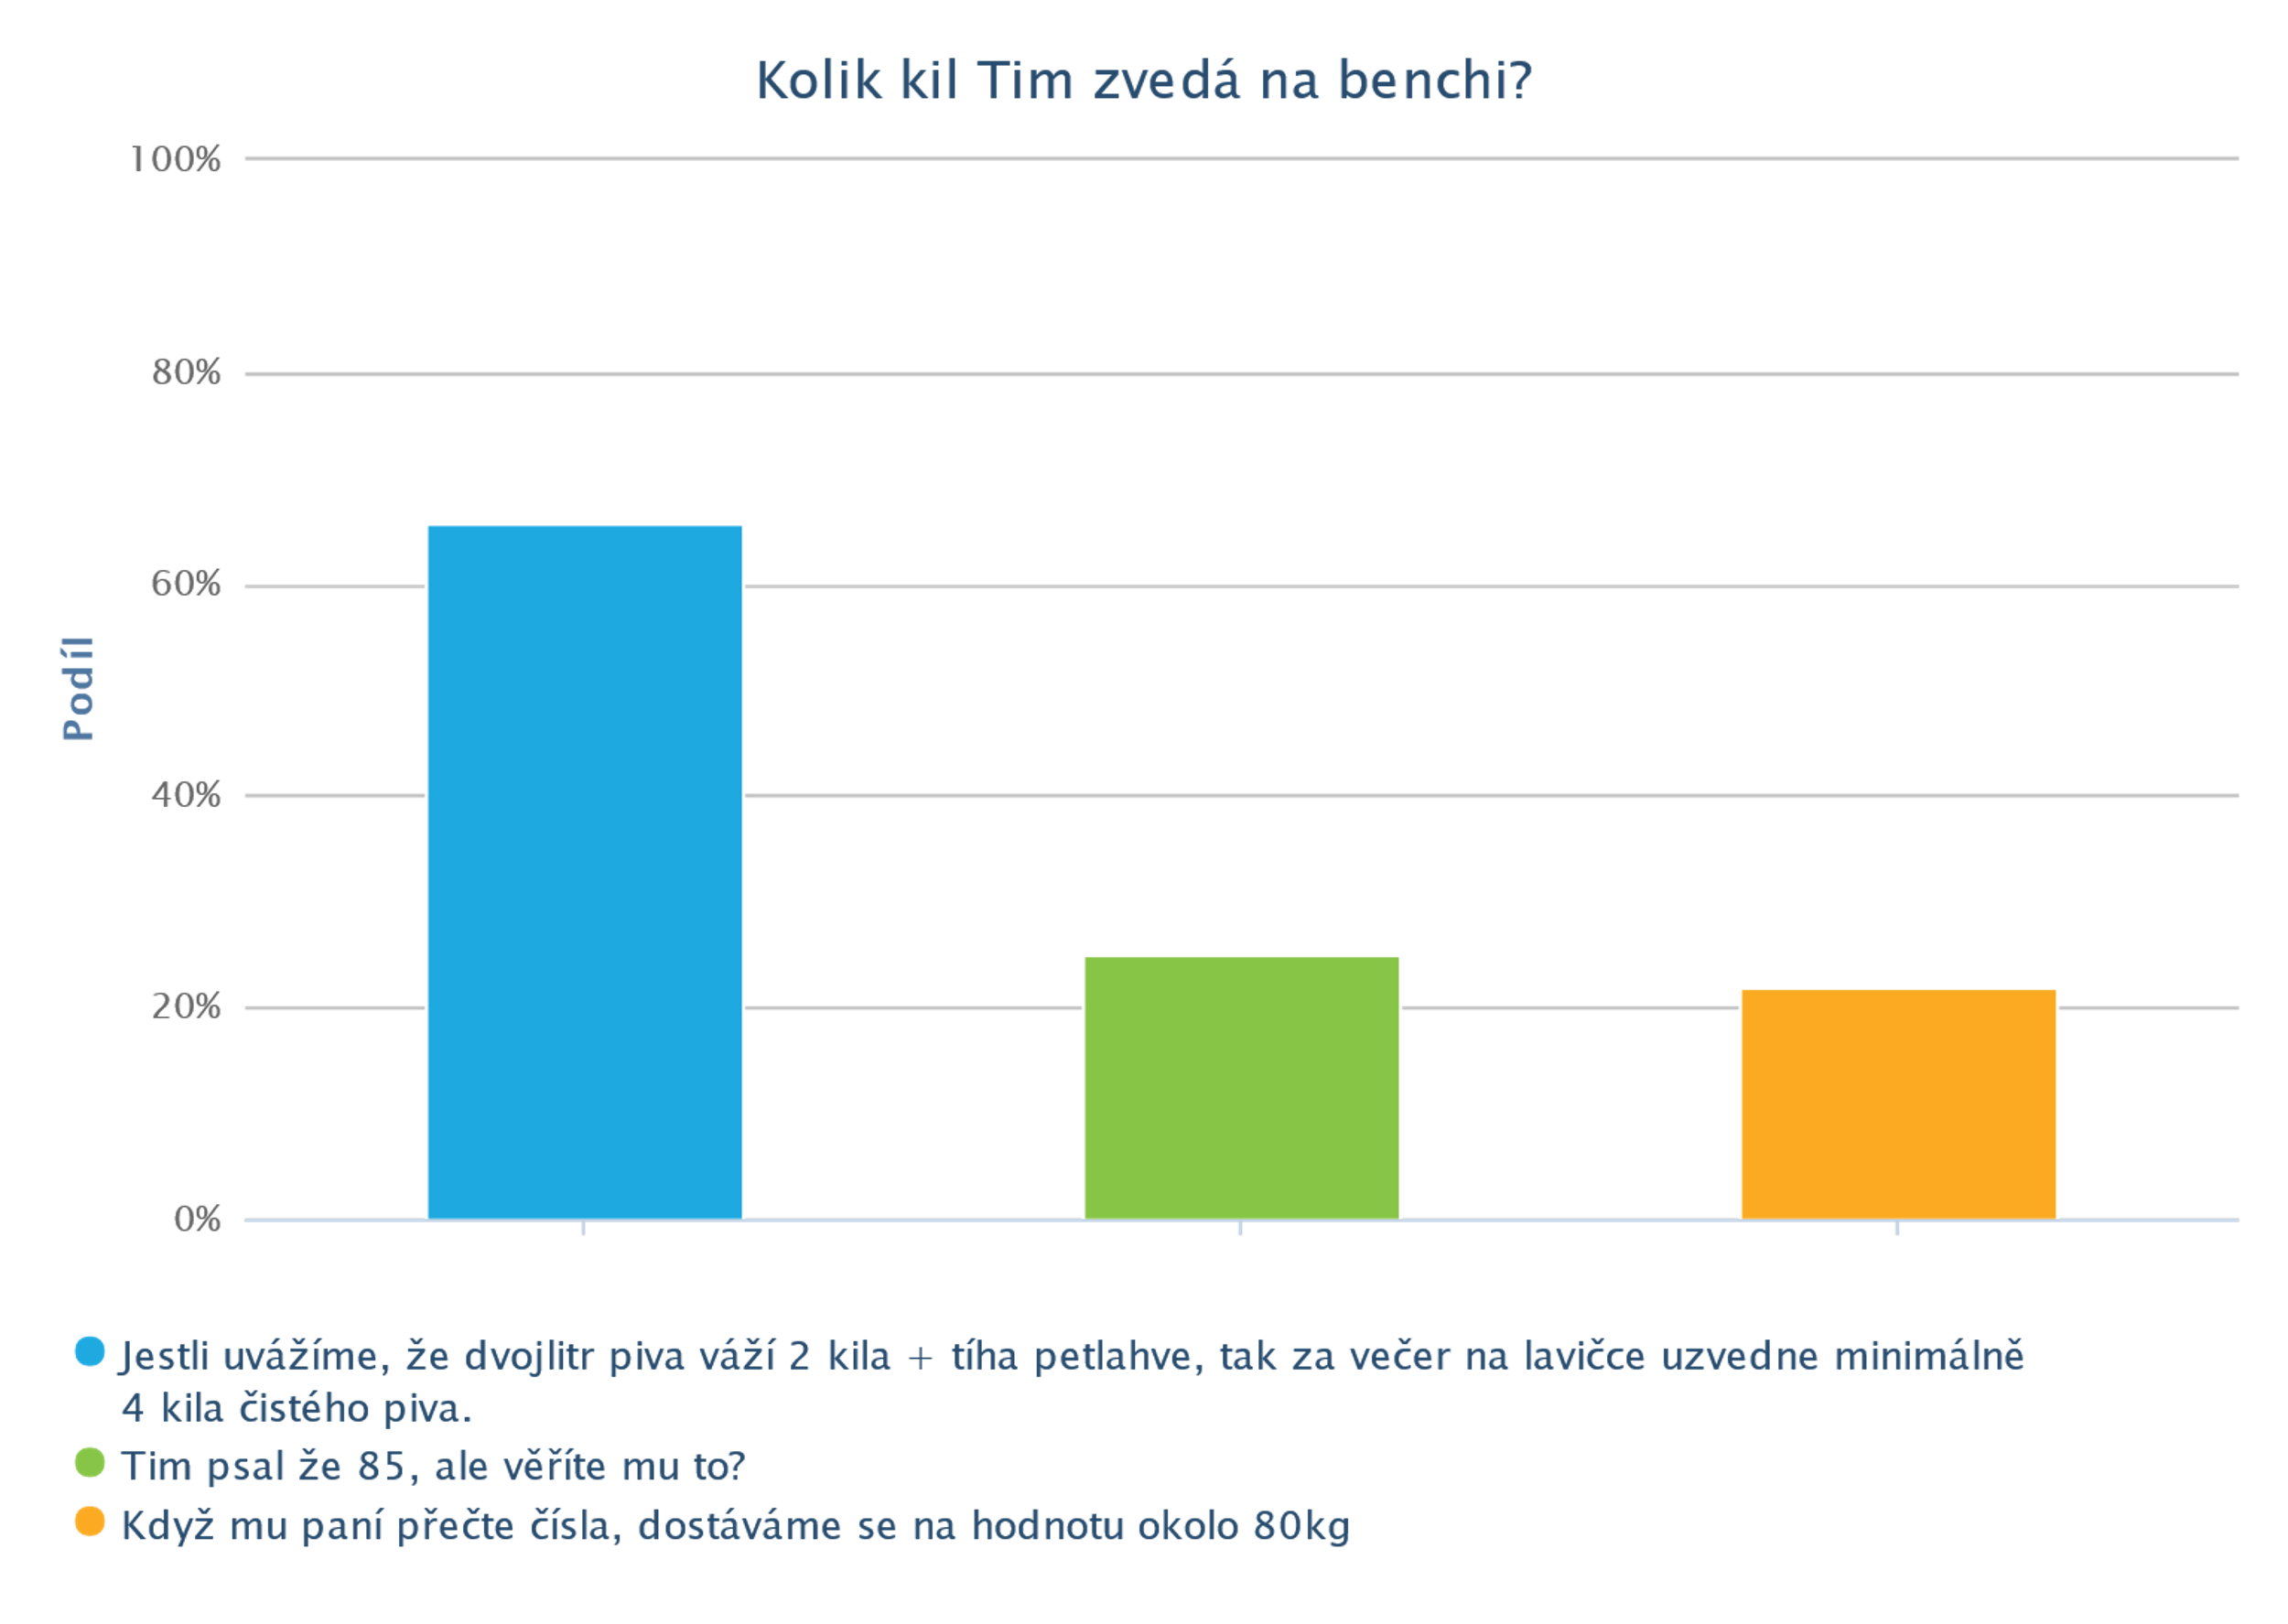 Kolik kil Tim zvedá na benchi?
100%
80%
60%
40%
20%
0%
Podíl
Jestli uvážíme, že dvojlitr piva váží 2 kila + tíha petlahve, tak za večer na lavičce uzvedne minimálně
4 kila čistého piva.
Tim psal že 85, ale věříte mu to?
Když mu paní přečte čísla, dostáváme se na hodnotu okolo 80kg